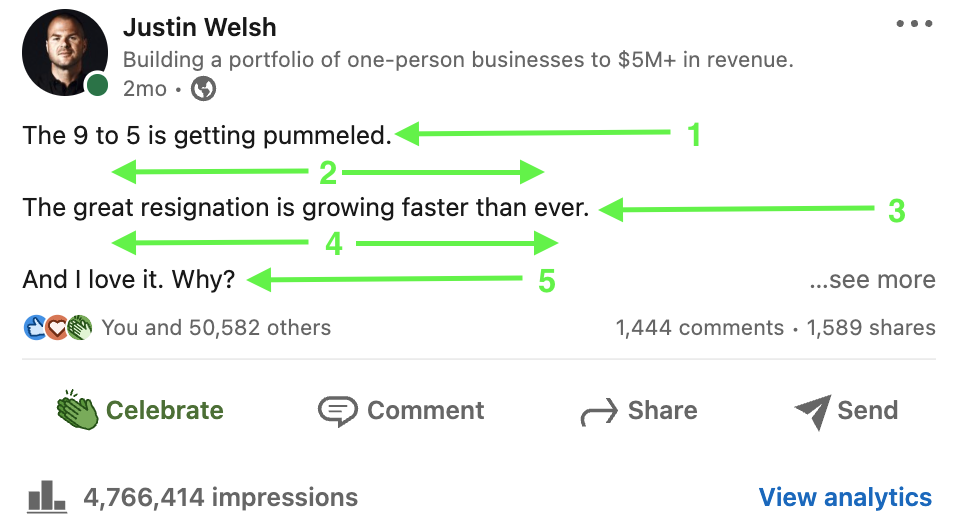 Justin Welsh
Building a portfolio of one-person businesses to $5M+ in revenue.
2mo •
The 9 to 5 is getting pummeled. 1
2
The great resignation is growing faster than ever. 3
4
And I love it. Why? 5 ...see more
You and 50,582 others 1,444 comments • 1,589 shares
Celebrate Comment Share Send
4,766,414 impressions View analytics